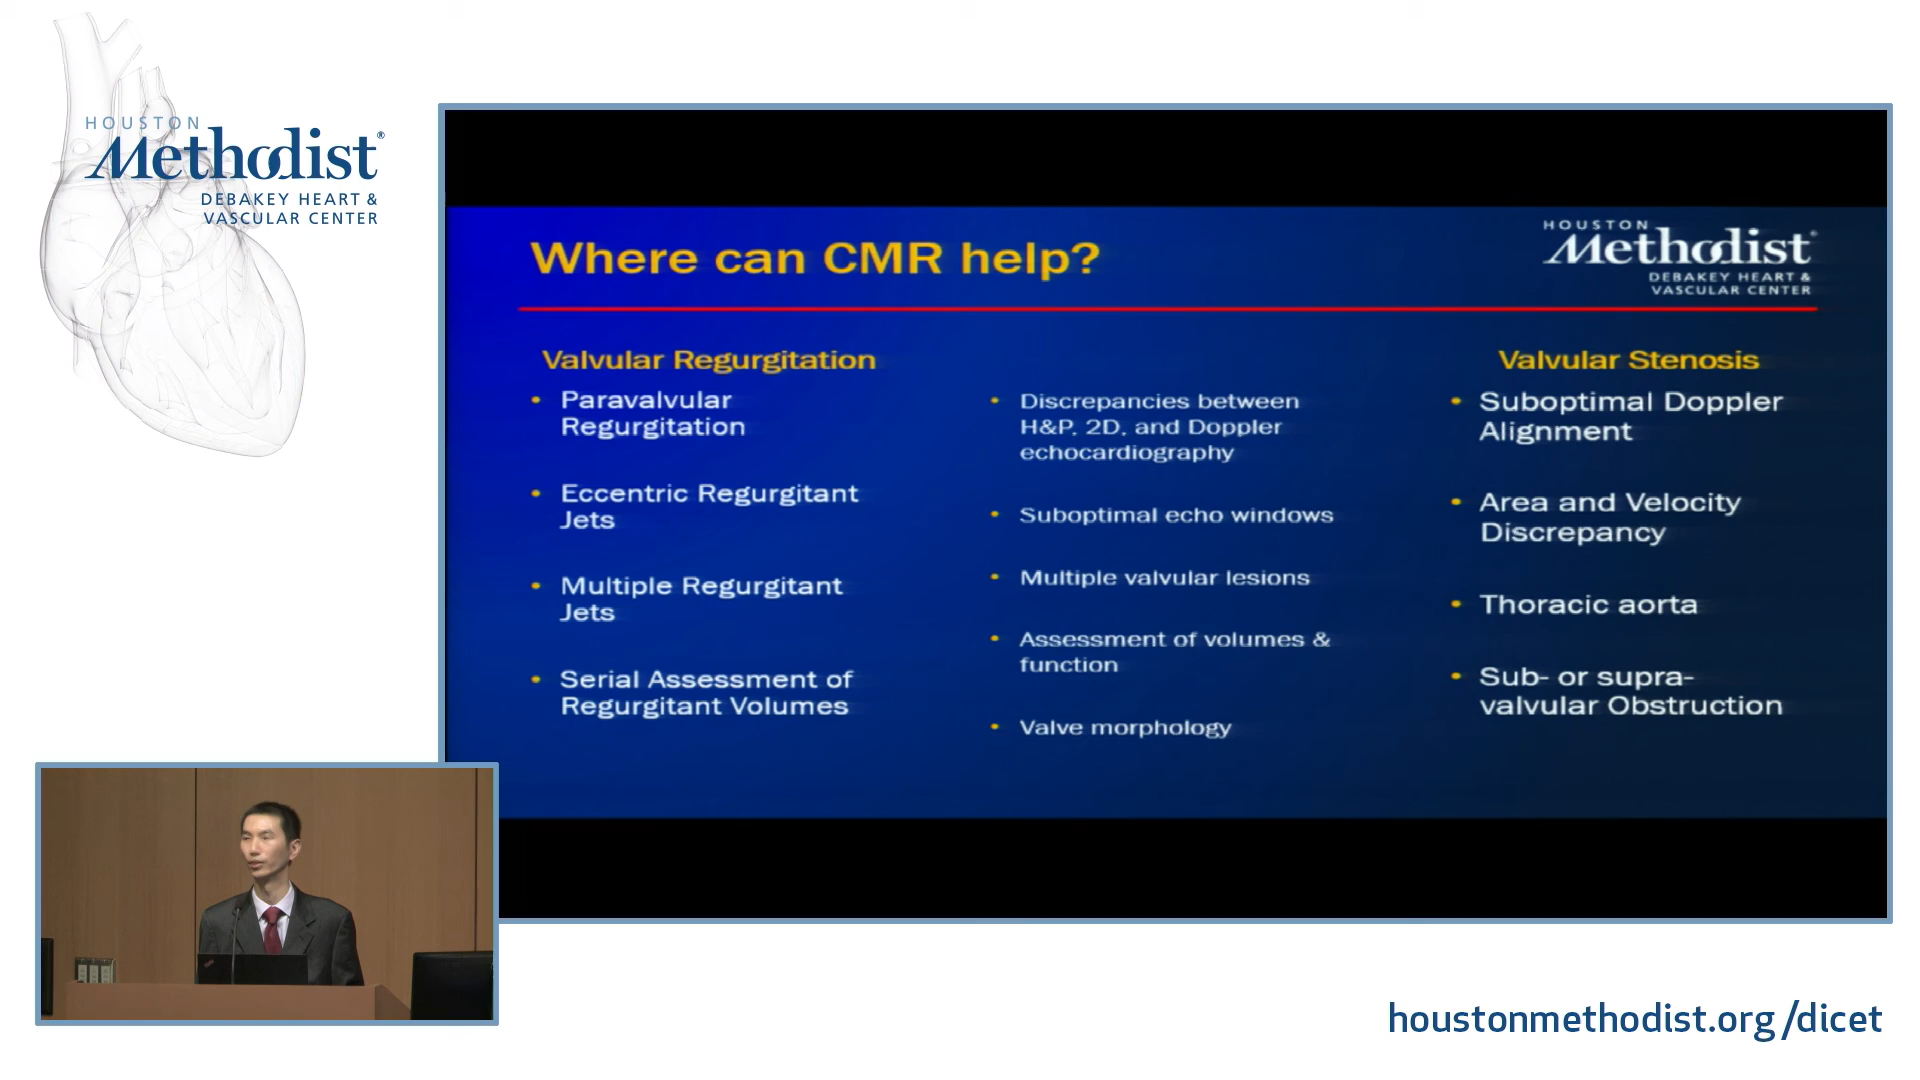 HOUSTON
Methodist®
DEBAKEY HEART &
VASCULAR CENTER
Where can CMR help?
HOUSTON
Methodist
DEBAKEY HEART &
VASCULAR CENTER
Valvular Regurgitation
• Paravalvular
Regurgitation
• Eccentric Regurgitant
Jets
• Multiple Regurgitant
Jets
• Serial Assessment of
Regurgitant Volumes
• Discrepancies between
H&P, 2D, and Doppler
echocardiography
• Suboptimal echo windows
• Multiple valvular lesions
• Assessment of volumes &
function
• Valve morphology
Valvular Stenosis
• Suboptimal Doppler
Alignment
• Area and Velocity
Discrepancy
• Thoracic aorta
• Sub- or supra-
valvular Obstruction
houstonmethodist.org/dicet